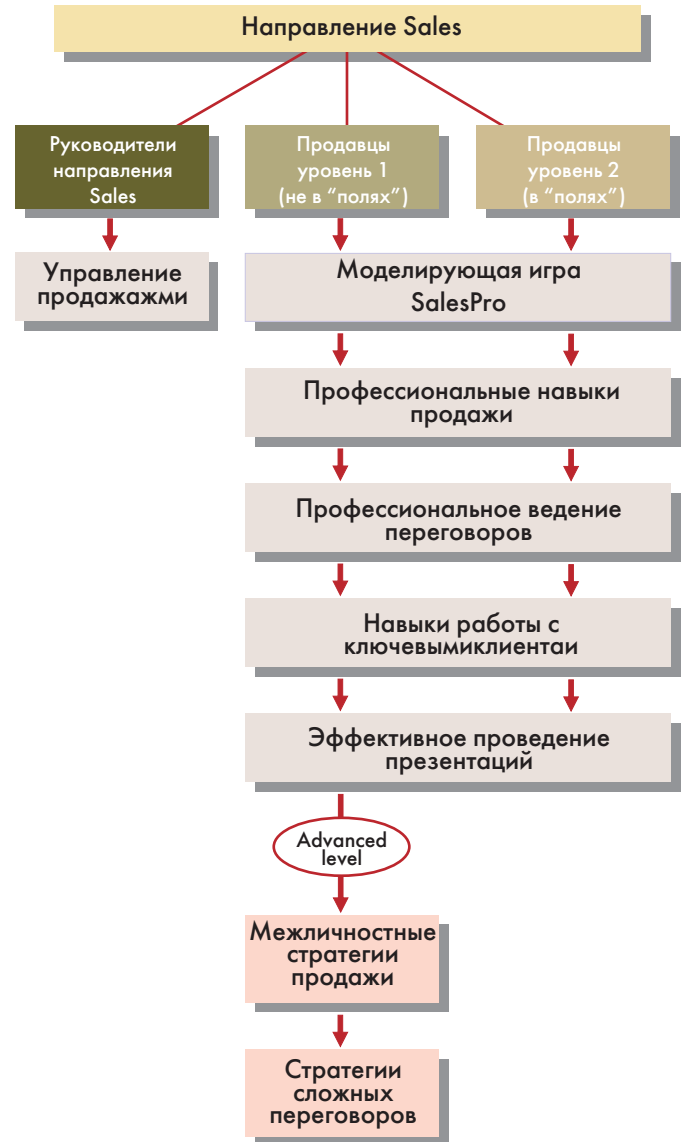 Направление Sales
Руководители
направления
Sales
Продавцы
уровень 1
(не в “полях”)
Продавцы
уровень 2
(в “полях”)
Управление
продажажми
Моделирующая игра
SalesPro
Профессиональные навыки
продажи
Профессиональное ведение
переговоров
Навыки работы с
ключевымиклиентаи
Эффективное проведение
презентаций
Advanced
level
Межличностные
стратегии
продажи
Стратегии
сложных
переговоров